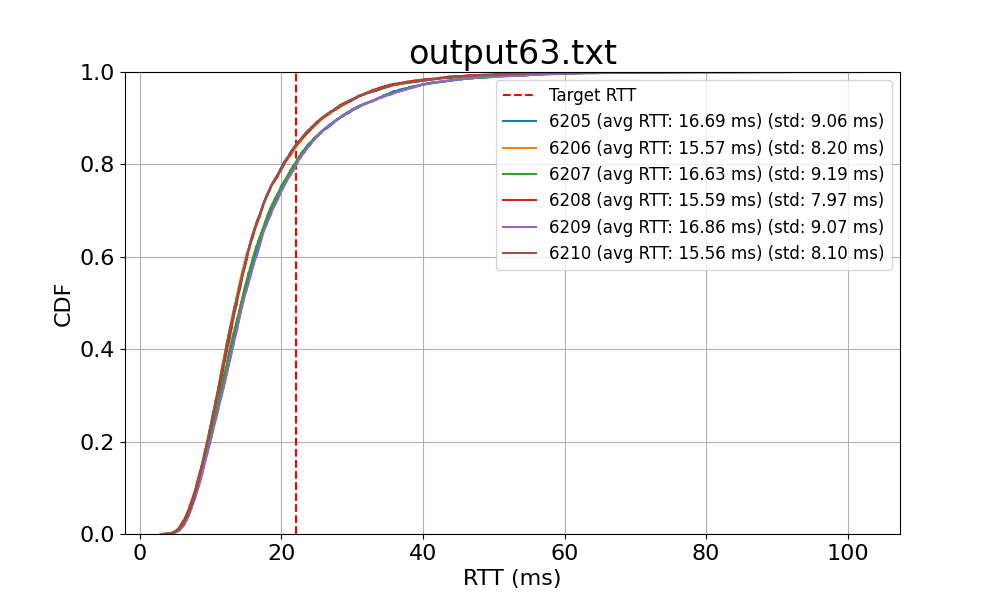 output63.txt
1.0
0.8
0.6
0.4
0.2
0.0
CDF
Target RTT
6205 (avg RTT: 16.69 ms) (std: 9.06 ms)
6206 (avg RTT: 15.57 ms) (std: 8.20 ms)
6207 (avg RTT: 16.63 ms) (std: 9.19 ms)
6208 (avg RTT: 15.59 ms) (std: 7.97 ms)
6209 (avg RTT: 16.86 ms) (std: 9.07 ms)
6210 (avg RTT: 15.56 ms) (std: 8.10 ms)
0 20 40 60 80 100
RTT (ms)